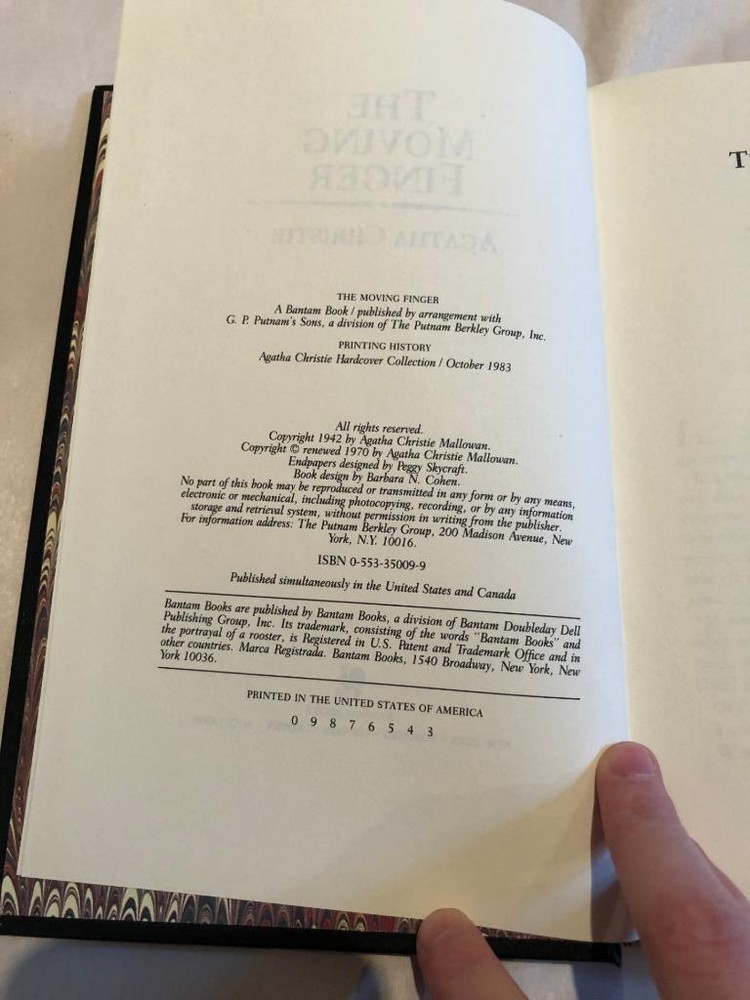 THE MOVING FINGER
A Bantam Book / published by arrangement with
G. P. Putnam's Sons, a division of The Putnam Berkley Group, Inc.
PRINTING HISTORY
Agatha Christie Hardcover Collection / October 1983
All rights reserved.
Copyright 1942 by Agatha Christie Mallowan.
Copyright © renewed 1970 by Agatha Christie Mallowan.
Endpapers designed by Peggy Skycraft.
Book design by Barbara N. Cohen.
No part of this book may be reproduced or transmitted in any form or by any means,
electronic or mechanical, including photocopying, recording, or by any information
storage and retrieval system, without permission in writing from the publisher.
For information address: The Putnam Berkley Group, 200 Madison Avenue, New
York, N.Y. 10016.
ISBN 0-553-35009-9
Published simultaneously in the United States and Canada
Bantam Books are published by Bantam Books, a division of Bantam Doubleday Dell
Publishing Group, Inc. Its trademark, consisting of the words "Bantam Books" and
the portrayal of a rooster, is Registered in U.S. Patent and Trademark Office and in
other countries. Marca Registrada. Bantam Books, 1540 Broadway, New York, New
York 10036.
PRINTED IN THE UNITED STATES OF AMERICA
0 9 8 7 6 5 4 3